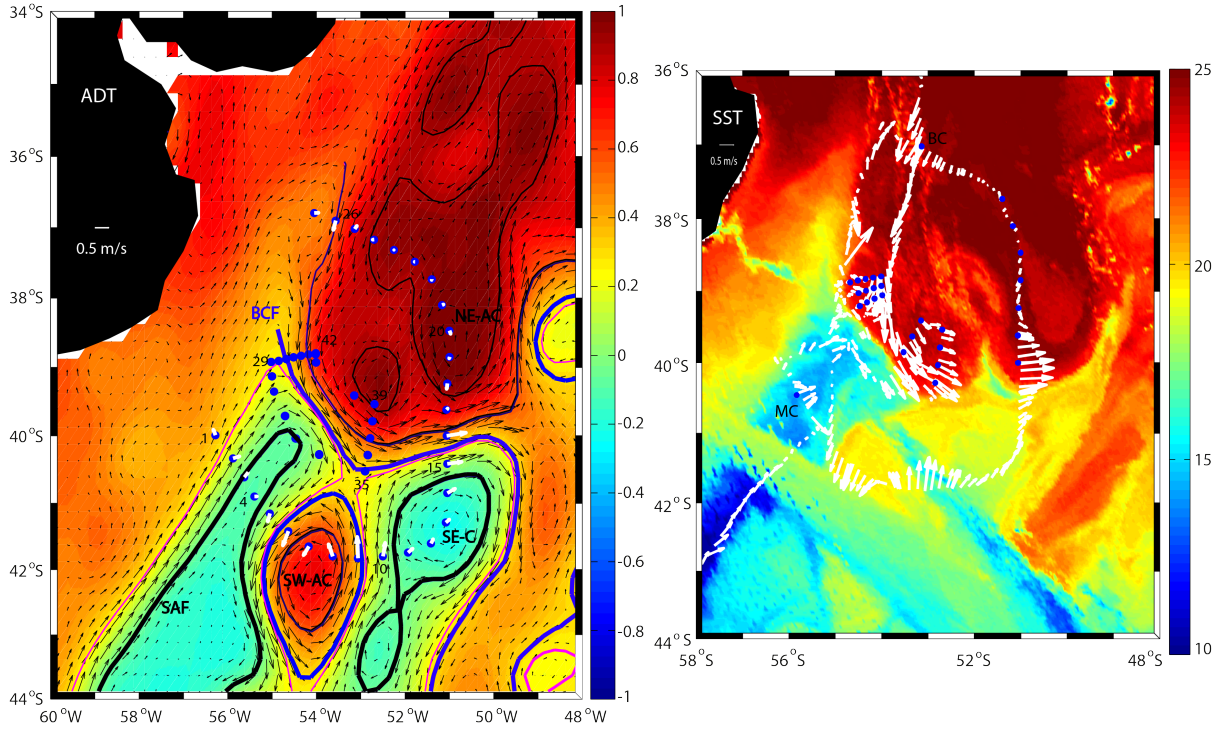 34°S
36°S
38°S
40°S
42°S
44°S
60°W
58°W
56°W
54°W
52°W
50°W
48°W
ADT
0.5 m/s
BCF
26
42
29
39
20
NE-AC
1
4
35
15
10
SE-C
SW-AC
SAF
1
0.8
0.6
0.4
0.2
0
-0.2
-0.4
-0.6
-0.8
-1
36°S
38°S
40°S
42°S
44°S
58°S
56°S
52°S
48°S
SST
0.5 m/s
BC
MC
25
20
15
10